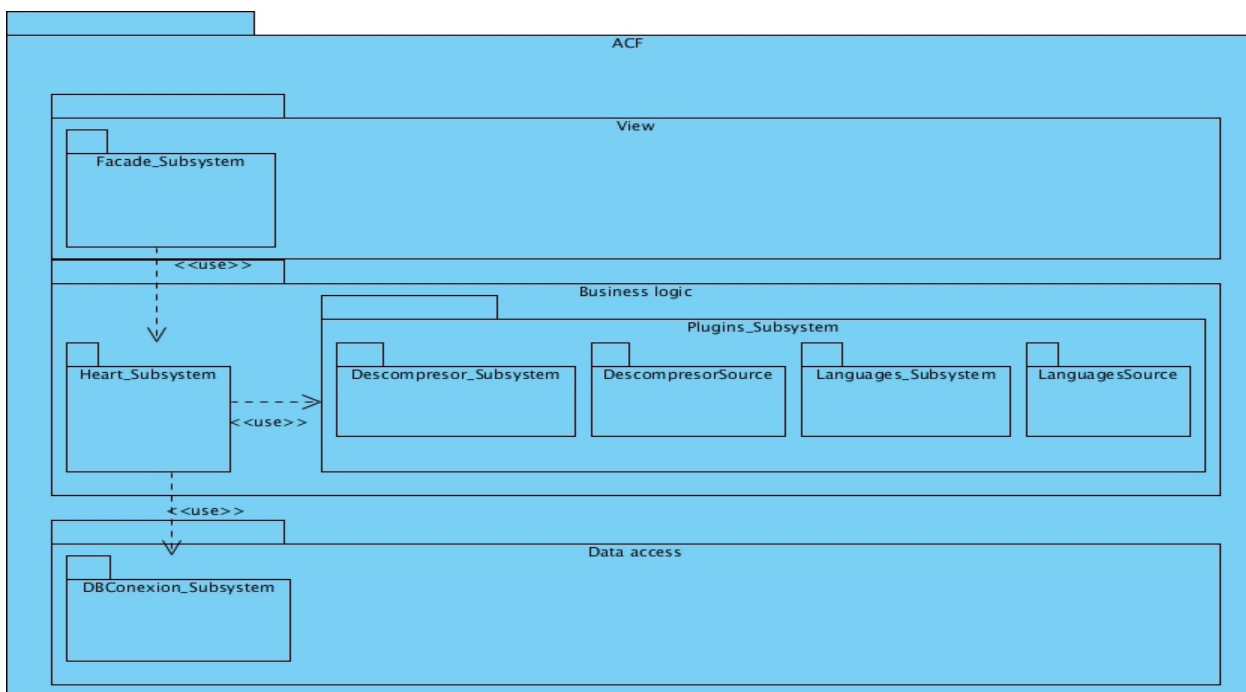 ACF
View
Facade_Subsystem
<<use>>
Business logic
Plugins_Subsystem
Heart_Subsystem
Descompresor_Subsystem
DescompresorSource
Languages_Subsystem
LanguagesSource
<<use>>
<<use>>
Data access
DBConexion_Subsystem